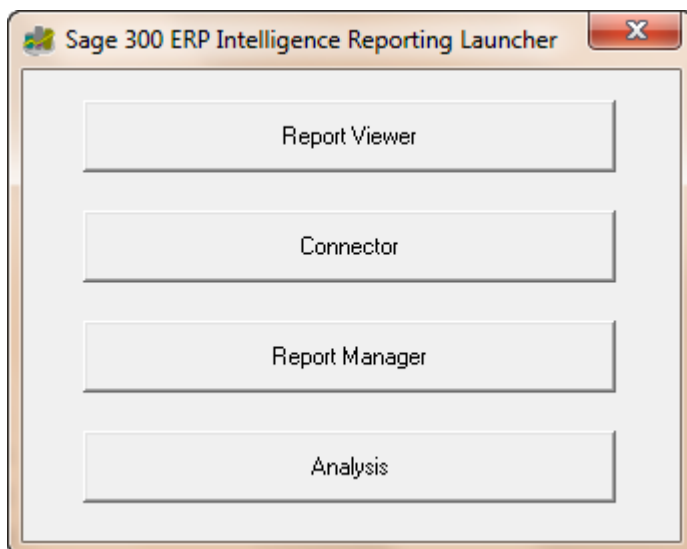 Sage 300 ERP Intelligence Reporting Launcher
Report Viewer
Connector
Report Manager
Analysis